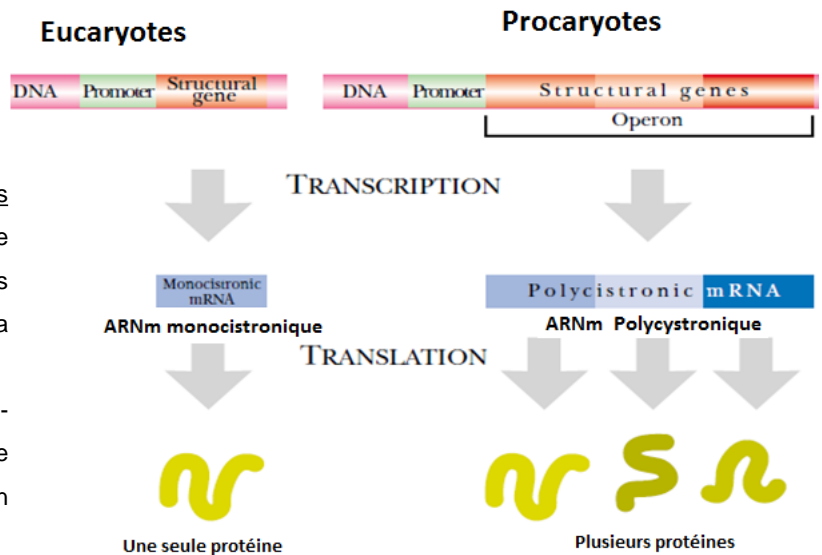 Eucaryotes
Procaryotes
DNA Promoter Structural gene
DNA Promoter Structural genes
Operon
TRANSCRIPTION
s
e
s
a
Monocistronic
mRNA
Polycistronic mRNA
ARNm monocistronique
ARNm Polycystronique
TRANSLATION
-
e
n
Une seule protéine
Plusieurs protéines